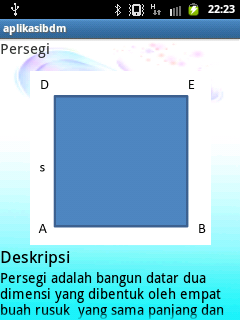 22:23
aplikasibdm
Persegi
D E
s
A B
Deskripsi
Persegi adalah bangun datar dua
dimensi yang dibentuk oleh empat
buah rusuk yang sama panjang dan